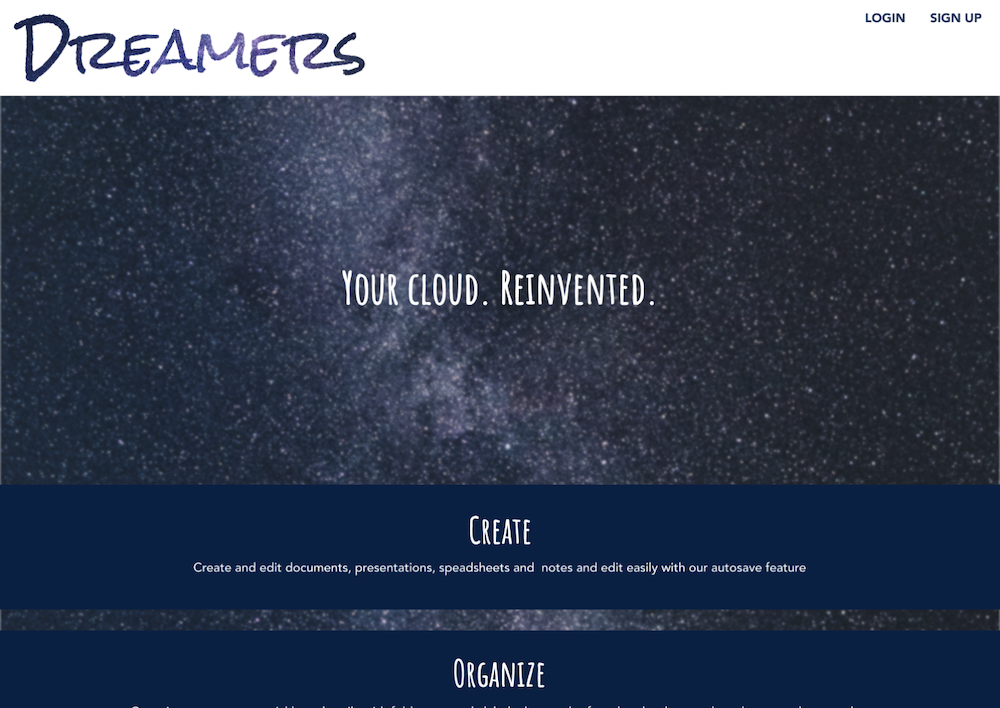 Dreamers
LOGIN SIGN UP
Your cloud. Reinvented.
Create
Create and edit documents, presentations, speadsheets and notes and edit easily with our autosave feature
Organize